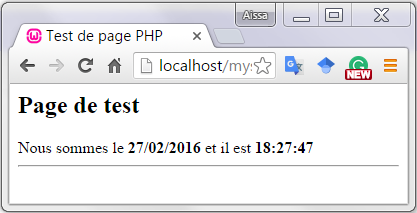 Aissa
Test de page PHP
localhost/mys
NEW
Page de test
Nous sommes le 27/02/2016 et il est 18:27:47